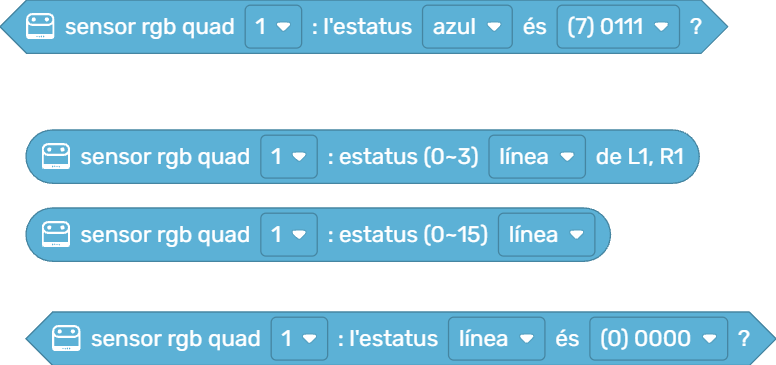 sensor rgb quad 1 : l'estatus azul és (7) 0111 ?
sensor rgb quad 1 : estatus (0~3) línea de L1, R1
sensor rgb quad 1 : estatus (0~15) línea
sensor rgb quad 1 : l'estatus línea és (0) 0000 ?